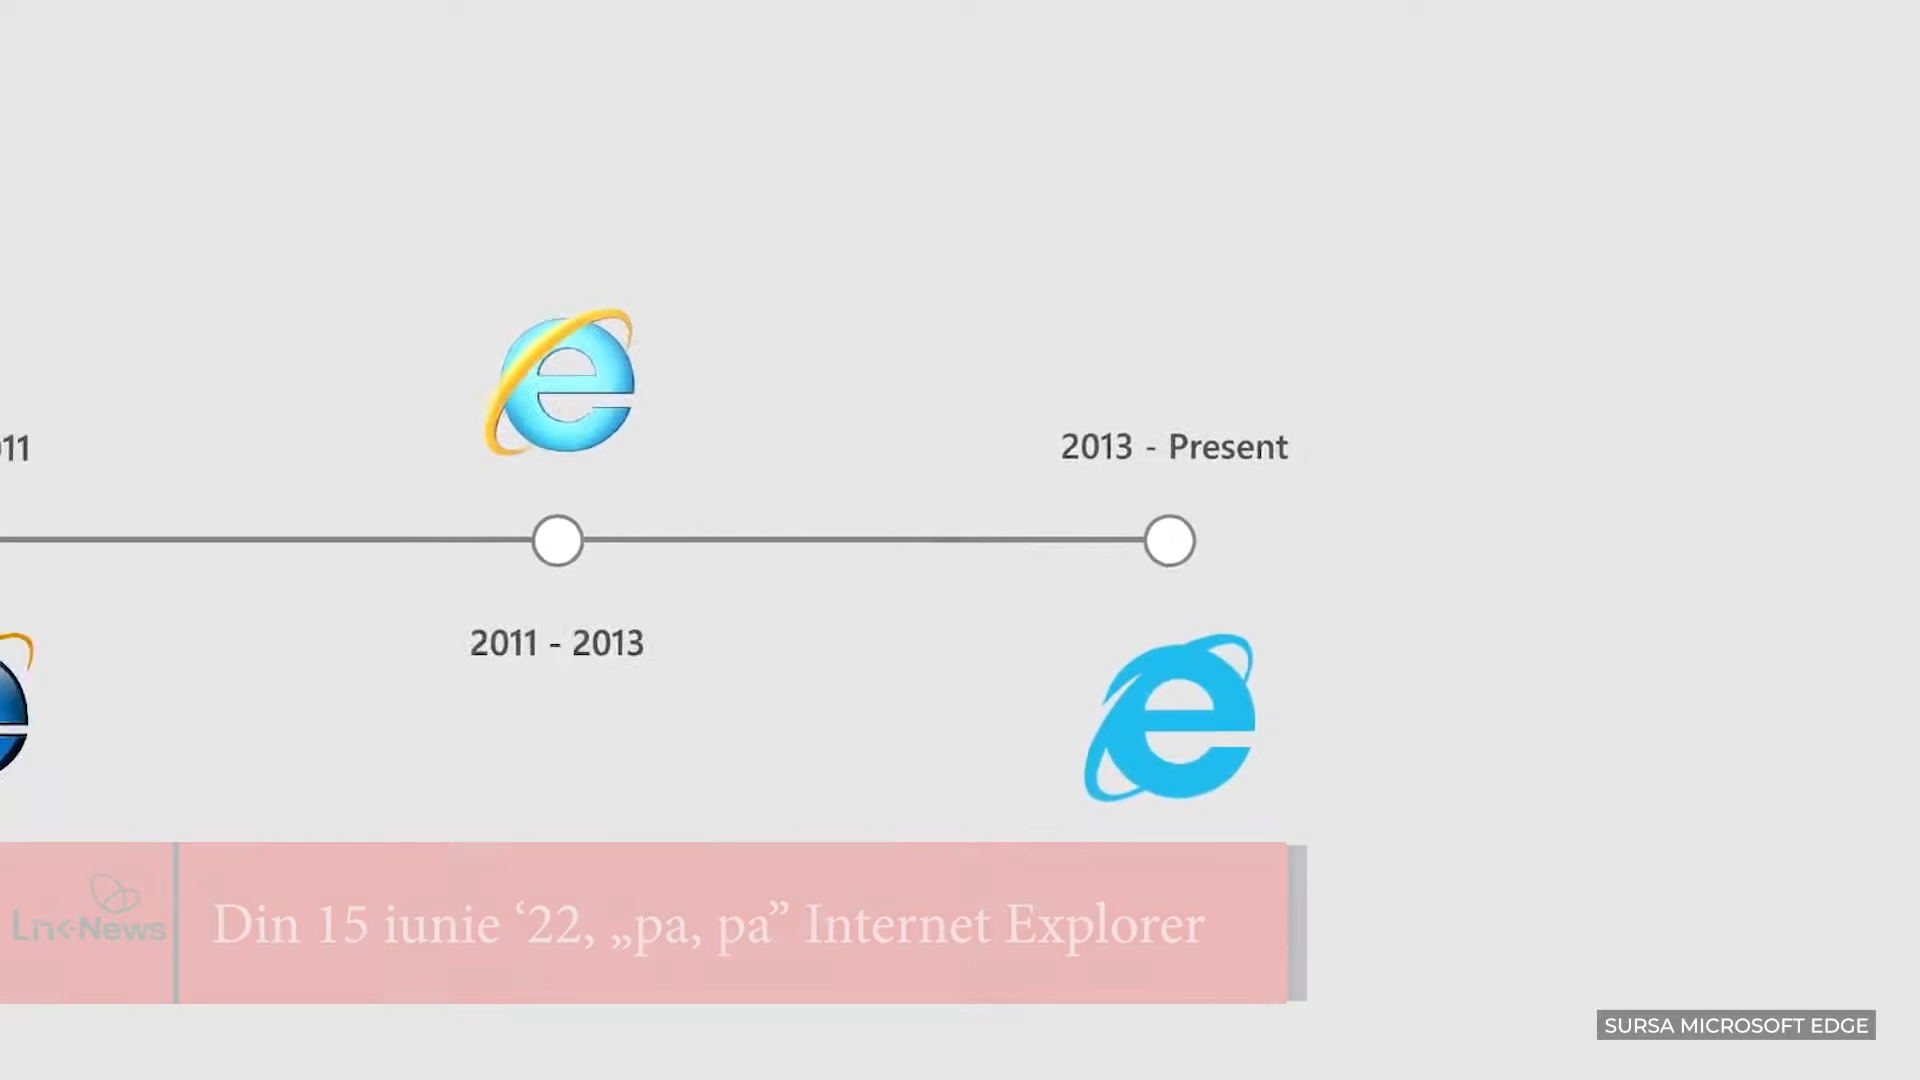 2013 - Present
2011 - 2013
Link News
Din 15 iunie ‘22, „pa, pa” Internet Explorer
SURSA MICROSOFT EDGE